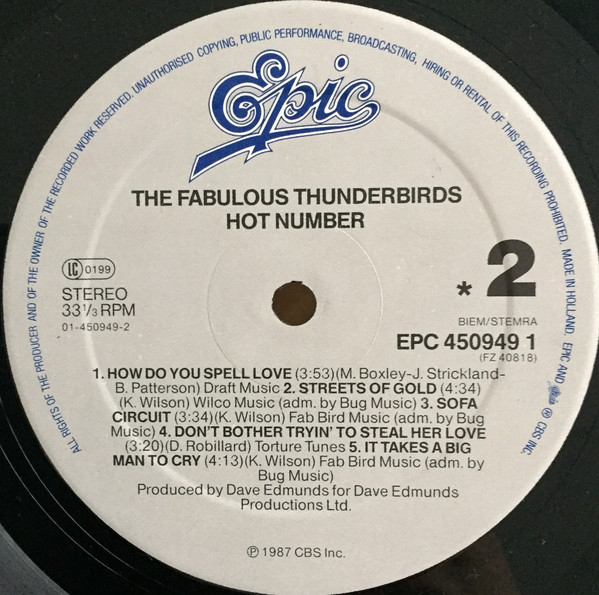 ALL RIGHTS OF THE PRODUCER AND OF THE OWNER OF THE RECORDED WORK RESERVED. UNAUTHORISED COPYING, PUBLIC PERFORMANCE, BROADCASTING, HIRING OR RENTAL OF THIS RECORDING PROHIBITED. MADE IN HOLLAND. EPIC AND Epic ℗ CBS INC.
Epic
THE FABULOUS THUNDERBIRDS
HOT NUMBER
LC 0199
STEREO
33 1/3 RPM
01-450949-2
* 2
BIEM/STEMRA
EPC 450949 1
(FZ 40818)
1. HOW DO YOU SPELL LOVE (3:53)(M. Boxley-J. Strickland-
B. Patterson) Draft Music 2. STREETS OF GOLD (4:34)
(K. Wilson) Wilco Music (adm. by Bug Music) 3. SOFA
CIRCUIT (3:34)(K. Wilson) Fab Bird Music (adm. by Bug
Music) 4. DON'T BOTHER TRYIN' TO STEAL HER LOVE
(3:20)(D. Robillard) Torture Tunes 5. IT TAKES A BIG
MAN TO CRY (4:13)(K. Wilson) Fab Bird Music (adm. by
Bug Music)
Produced by Dave Edmunds for Dave Edmunds
Productions Ltd.
℗ 1987 CBS Inc.